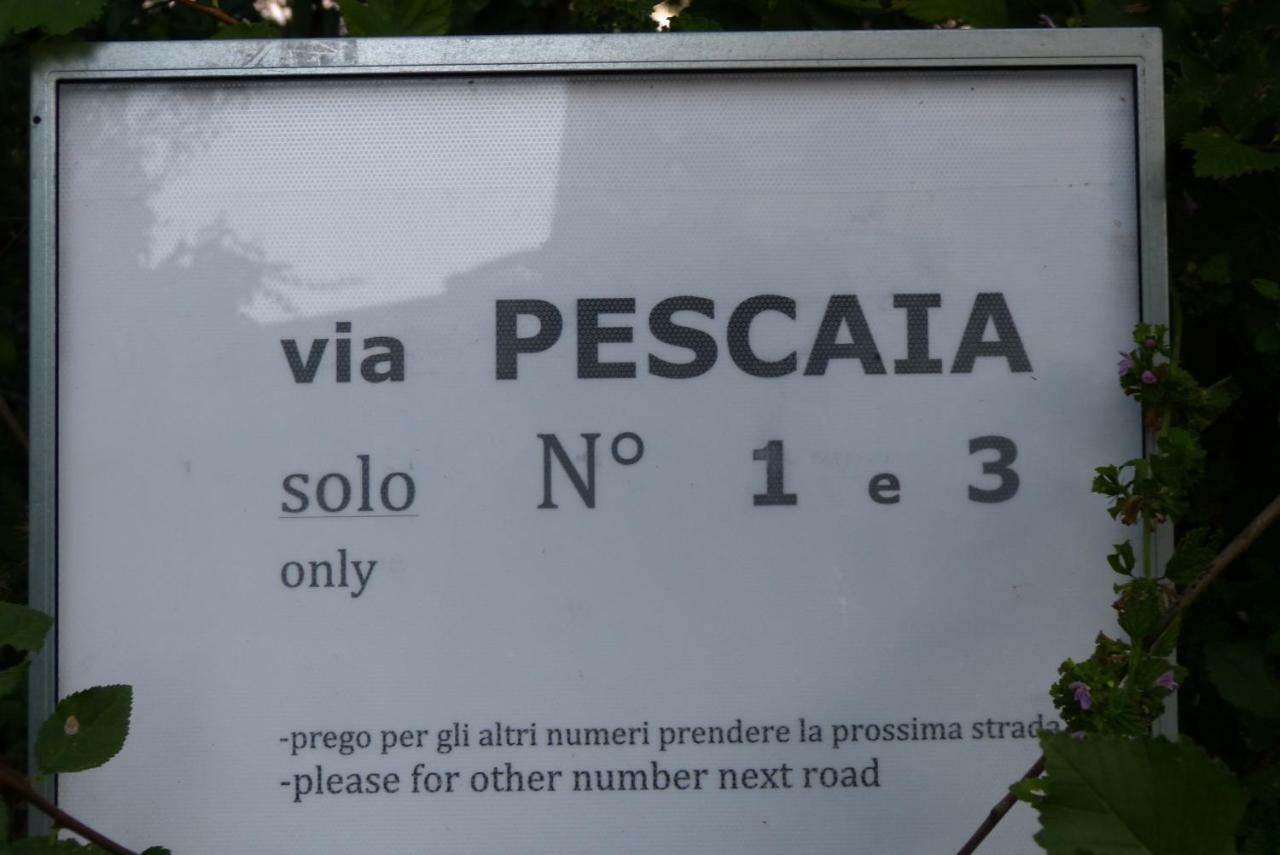 via PESCAIA
solo N° 1 e 3
only
-prego per gli altri numeri prendere la prossima strada
-please for other number next road